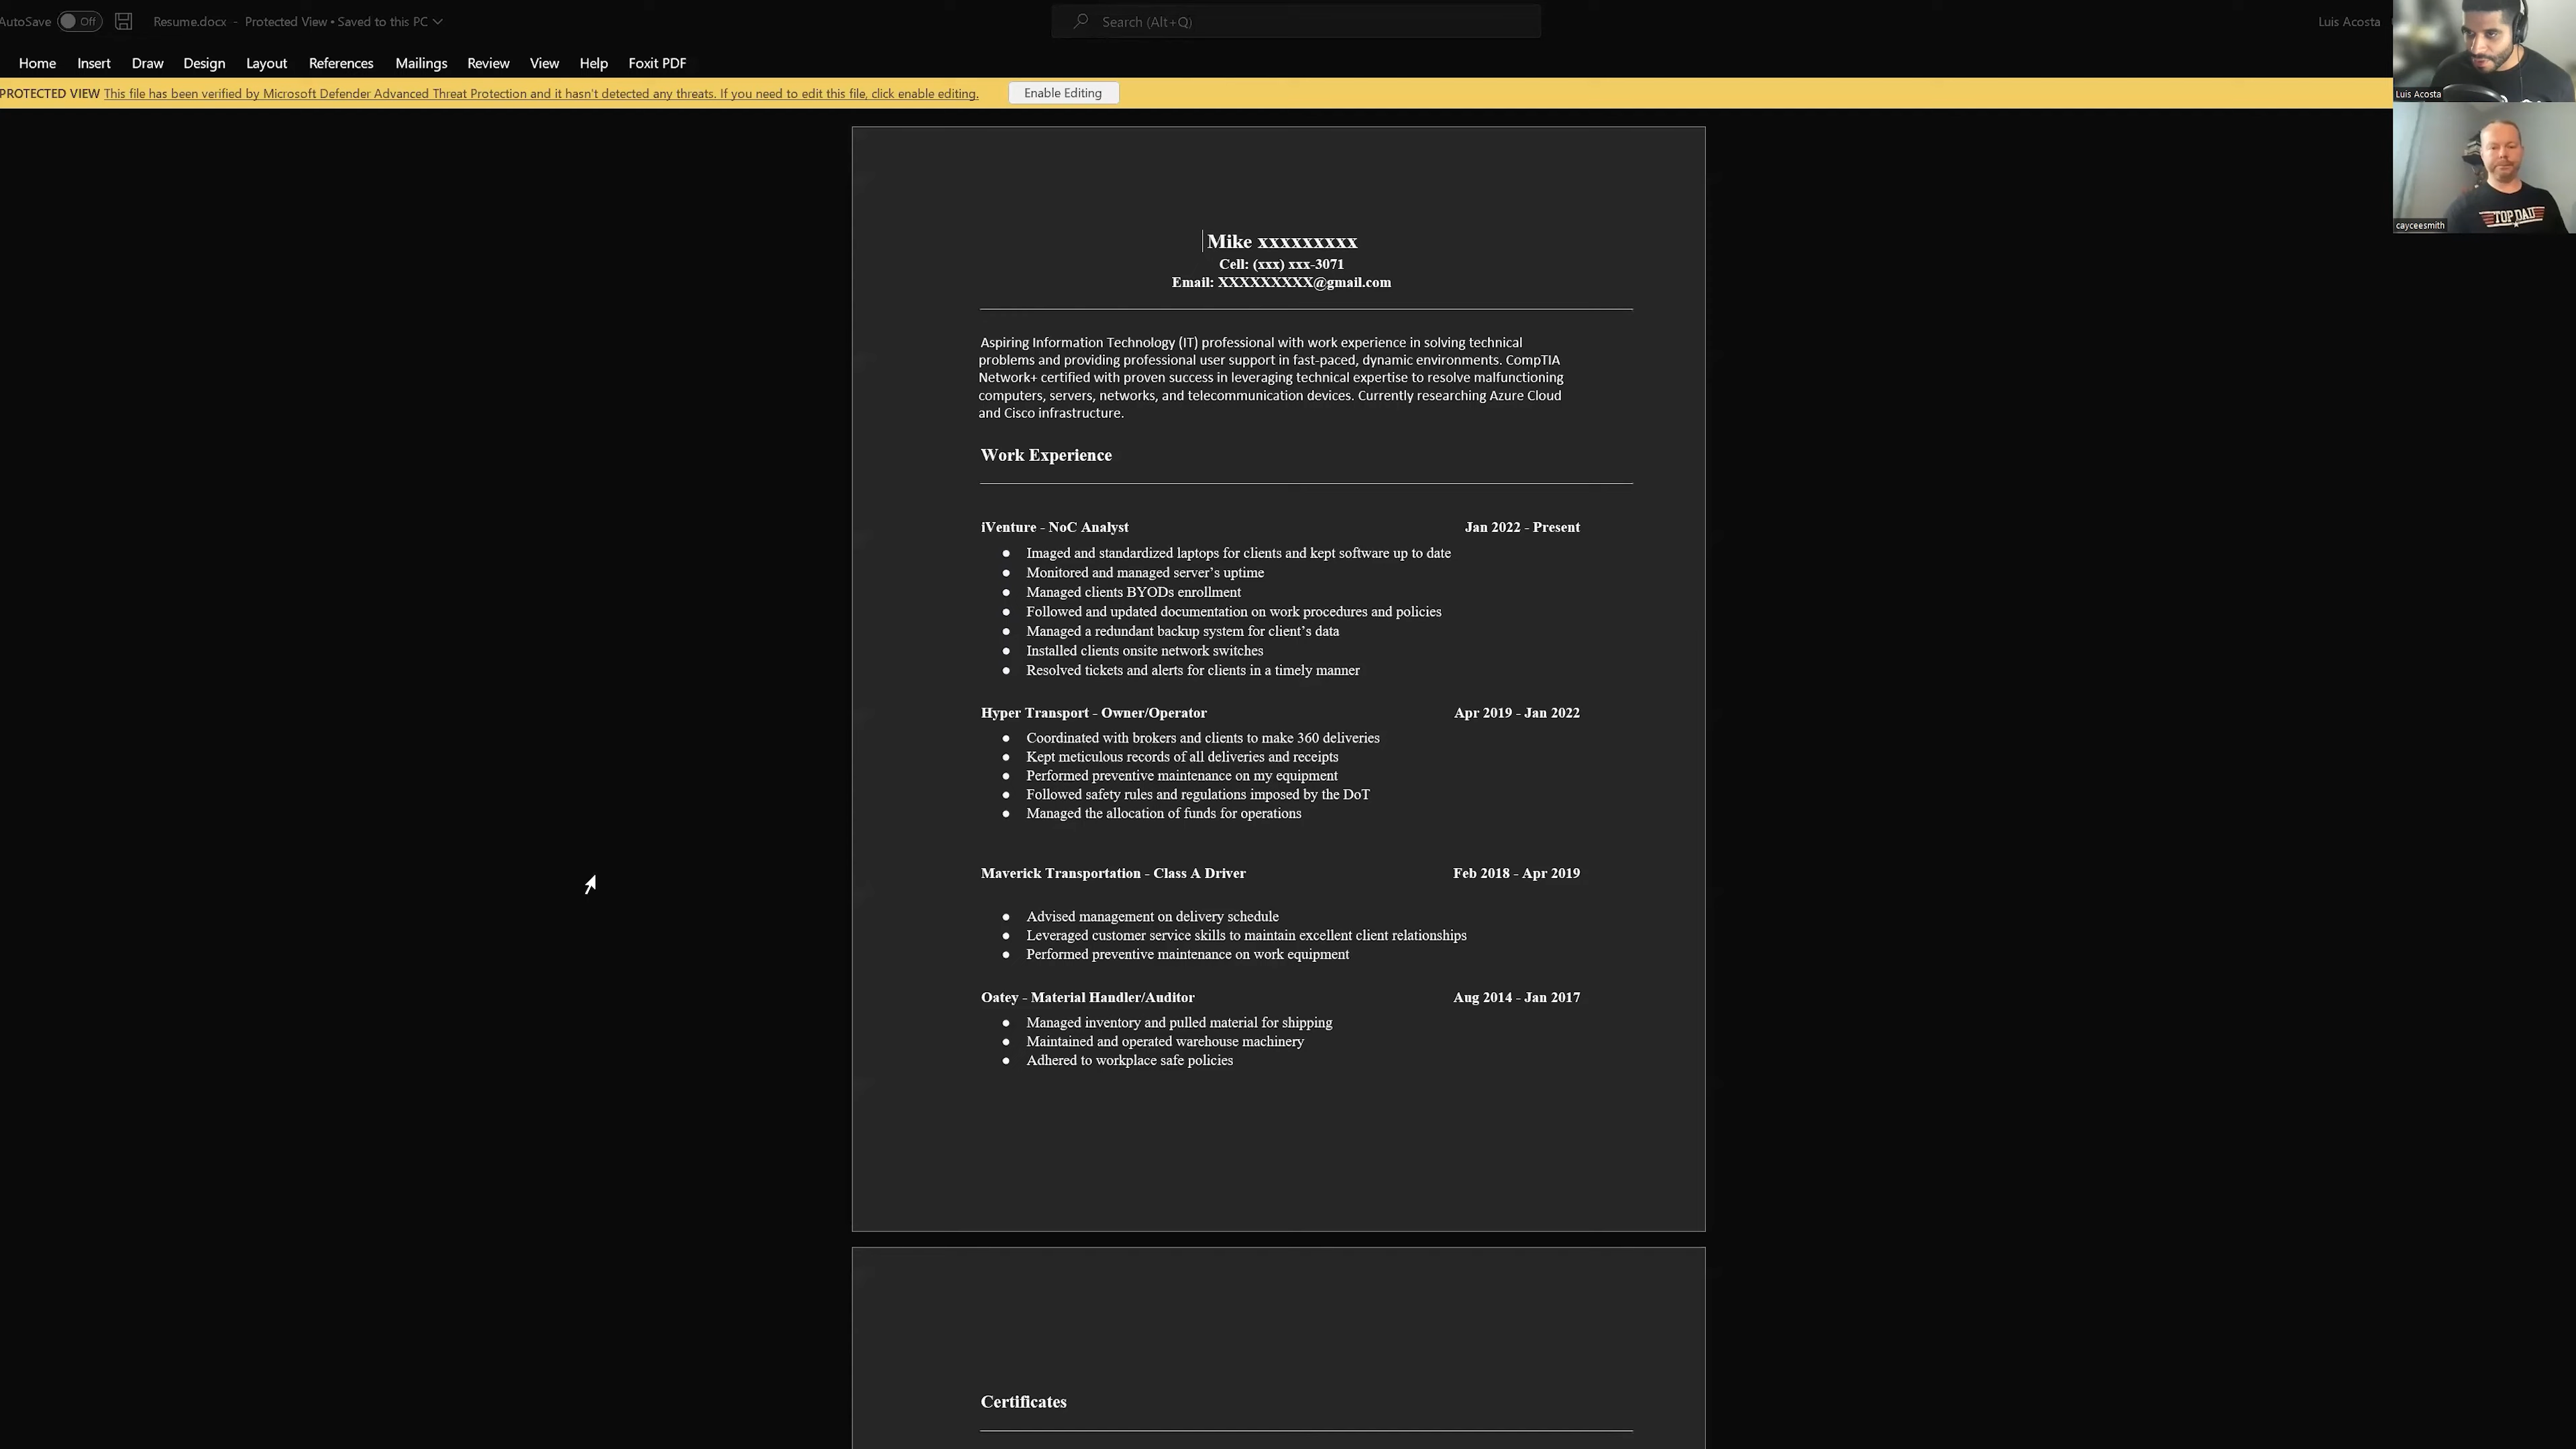 AutoSave Off Resume.docx - Protected View • Saved to this PC Search (Alt+Q) Luis Acosta
Home Insert Draw Design Layout References Mailings Review View Help Foxit PDF
PROTECTED VIEW This file has been verified by Microsoft Defender Advanced Threat Protection and it hasn't detected any threats. If you need to edit this file, click enable editing. Enable Editing
Luis Acosta
TOP DAD
cayceesmith
Mike xxxxxxxxx
Cell: (xxx) xxx-3071
Email: XXXXXXXXX@gmail.com
Aspiring Information Technology (IT) professional with work experience in solving technical
problems and providing professional user support in fast-paced, dynamic environments. CompTIA
Network+ certified with proven success in leveraging technical expertise to resolve malfunctioning
computers, servers, networks, and telecommunication devices. Currently researching Azure Cloud
and Cisco infrastructure.
Work Experience
iVenture - NoC Analyst Jan 2022 - Present
● Imaged and standardized laptops for clients and kept software up to date
● Monitored and managed server’s uptime
● Managed clients BYODs enrollment
● Followed and updated documentation on work procedures and policies
● Managed a redundant backup system for client’s data
● Installed clients onsite network switches
● Resolved tickets and alerts for clients in a timely manner
Hyper Transport - Owner/Operator Apr 2019 - Jan 2022
● Coordinated with brokers and clients to make 360 deliveries
● Kept meticulous records of all deliveries and receipts
● Performed preventive maintenance on my equipment
● Followed safety rules and regulations imposed by the DoT
● Managed the allocation of funds for operations
Maverick Transportation - Class A Driver Feb 2018 - Apr 2019
● Advised management on delivery schedule
● Leveraged customer service skills to maintain excellent client relationships
● Performed preventive maintenance on work equipment
Oatey - Material Handler/Auditor Aug 2014 - Jan 2017
● Managed inventory and pulled material for shipping
● Maintained and operated warehouse machinery
● Adhered to workplace safe policies
Certificates